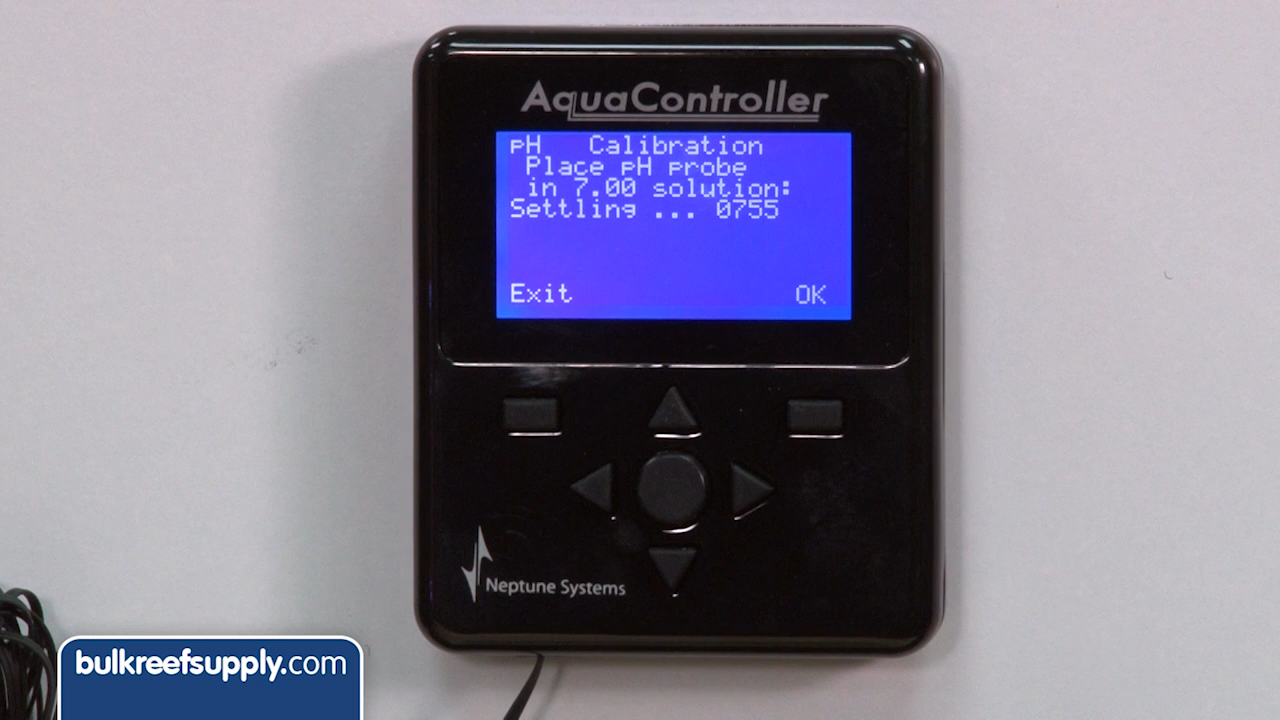 AquaController
pH Calibration
Place pH probe
in 7.00 solution:
Settling ... 0755
Exit OK
Neptune Systems
bulkreefsupply.com